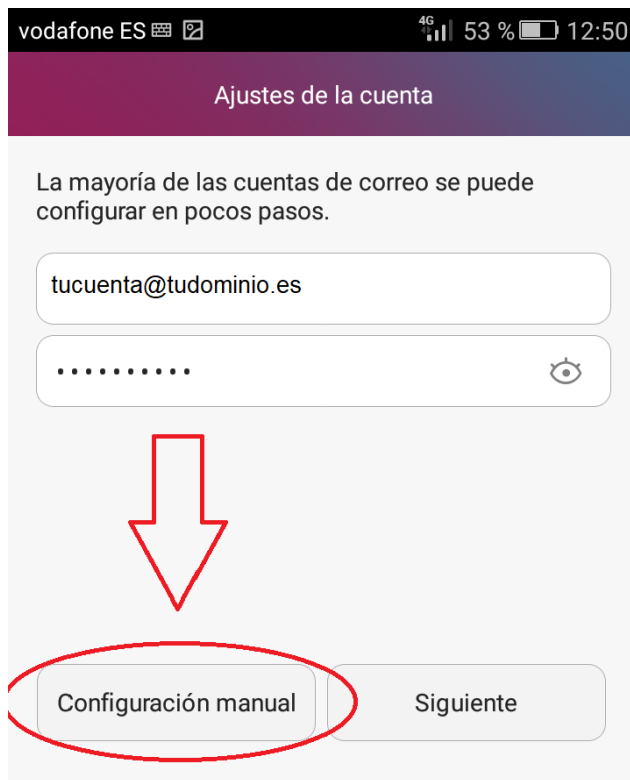 vodafone ES 4G 53 % 12:50
Ajustes de la cuenta
La mayoría de las cuentas de correo se puede
configurar en pocos pasos.
tucuenta@tudominio.es
••••••••••
Configuración manual
Siguiente